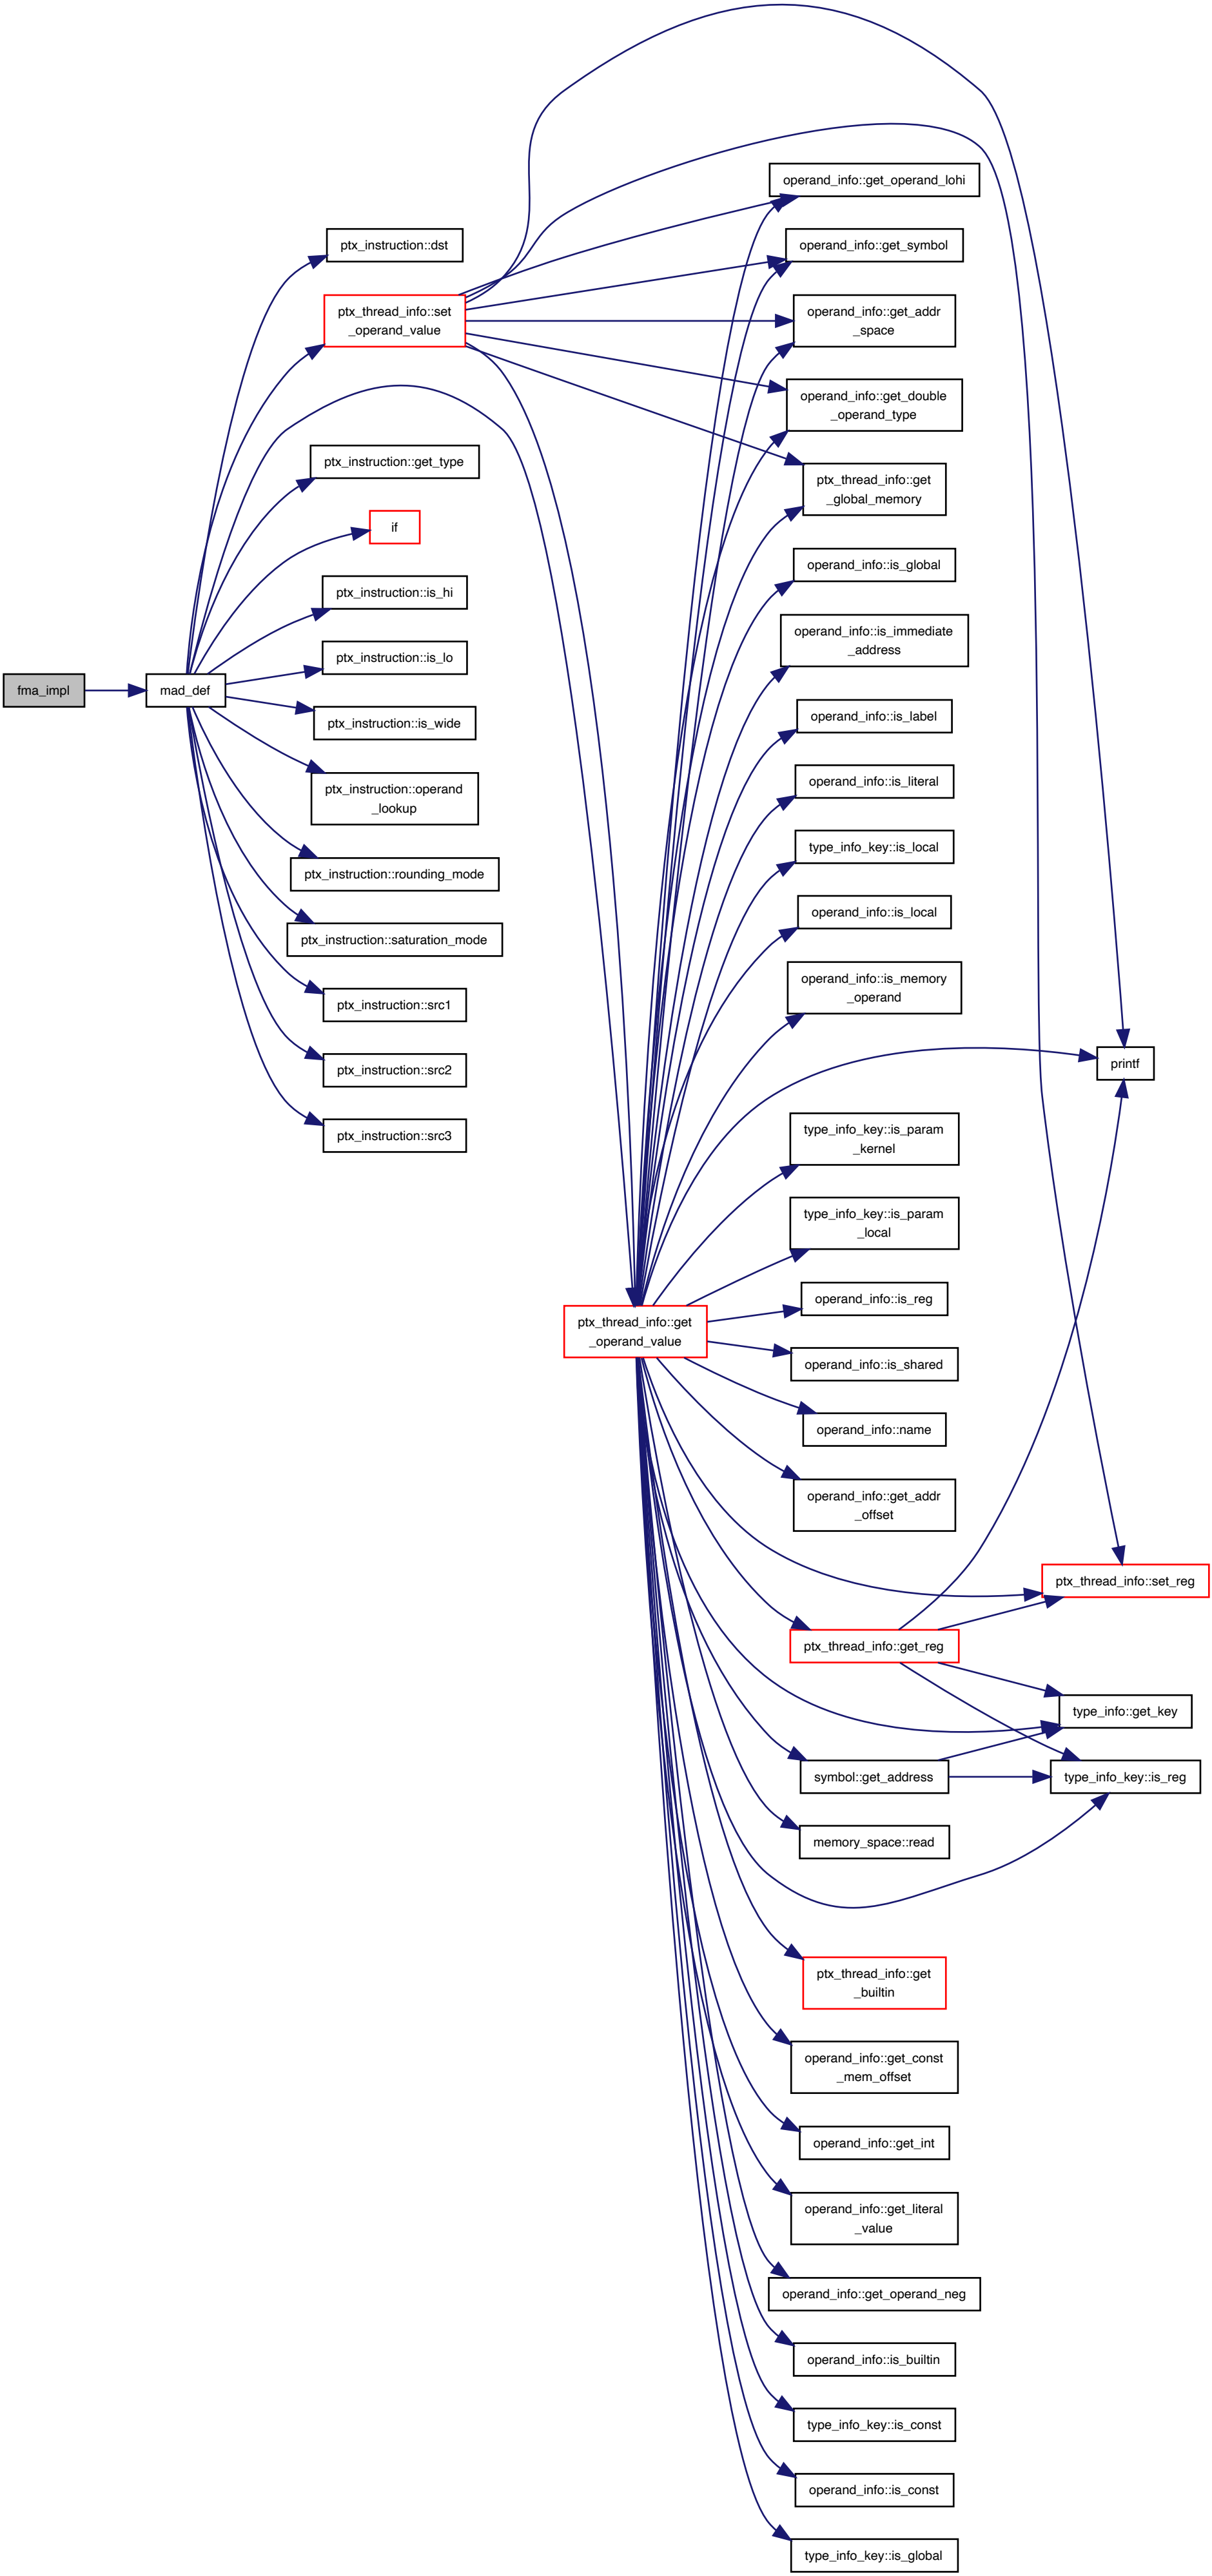 fma_impl
mad_def
ptx_instruction::dst
ptx_thread_info::set
_operand_value
ptx_instruction::get_type
if
ptx_instruction::is_hi
ptx_instruction::is_lo
ptx_instruction::is_wide
ptx_instruction::operand
_lookup
ptx_instruction::rounding_mode
ptx_instruction::saturation_mode
ptx_instruction::src1
ptx_instruction::src2
ptx_instruction::src3
ptx_thread_info::get
_operand_value
operand_info::get_operand_lohi
operand_info::get_symbol
operand_info::get_addr
_space
operand_info::get_double
_operand_type
ptx_thread_info::get
_global_memory
operand_info::is_global
operand_info::is_immediate
_address
operand_info::is_label
operand_info::is_literal
type_info_key::is_local
operand_info::is_local
operand_info::is_memory
_operand
type_info_key::is_param
_kernel
type_info_key::is_param
_local
operand_info::is_reg
operand_info::is_shared
operand_info::name
operand_info::get_addr
_offset
ptx_thread_info::get_reg
symbol::get_address
memory_space::read
ptx_thread_info::get
_builtin
operand_info::get_const
_mem_offset
operand_info::get_int
operand_info::get_literal
_value
operand_info::get_operand_neg
operand_info::is_builtin
type_info_key::is_const
operand_info::is_const
type_info_key::is_global
printf
ptx_thread_info::set_reg
type_info::get_key
type_info_key::is_reg